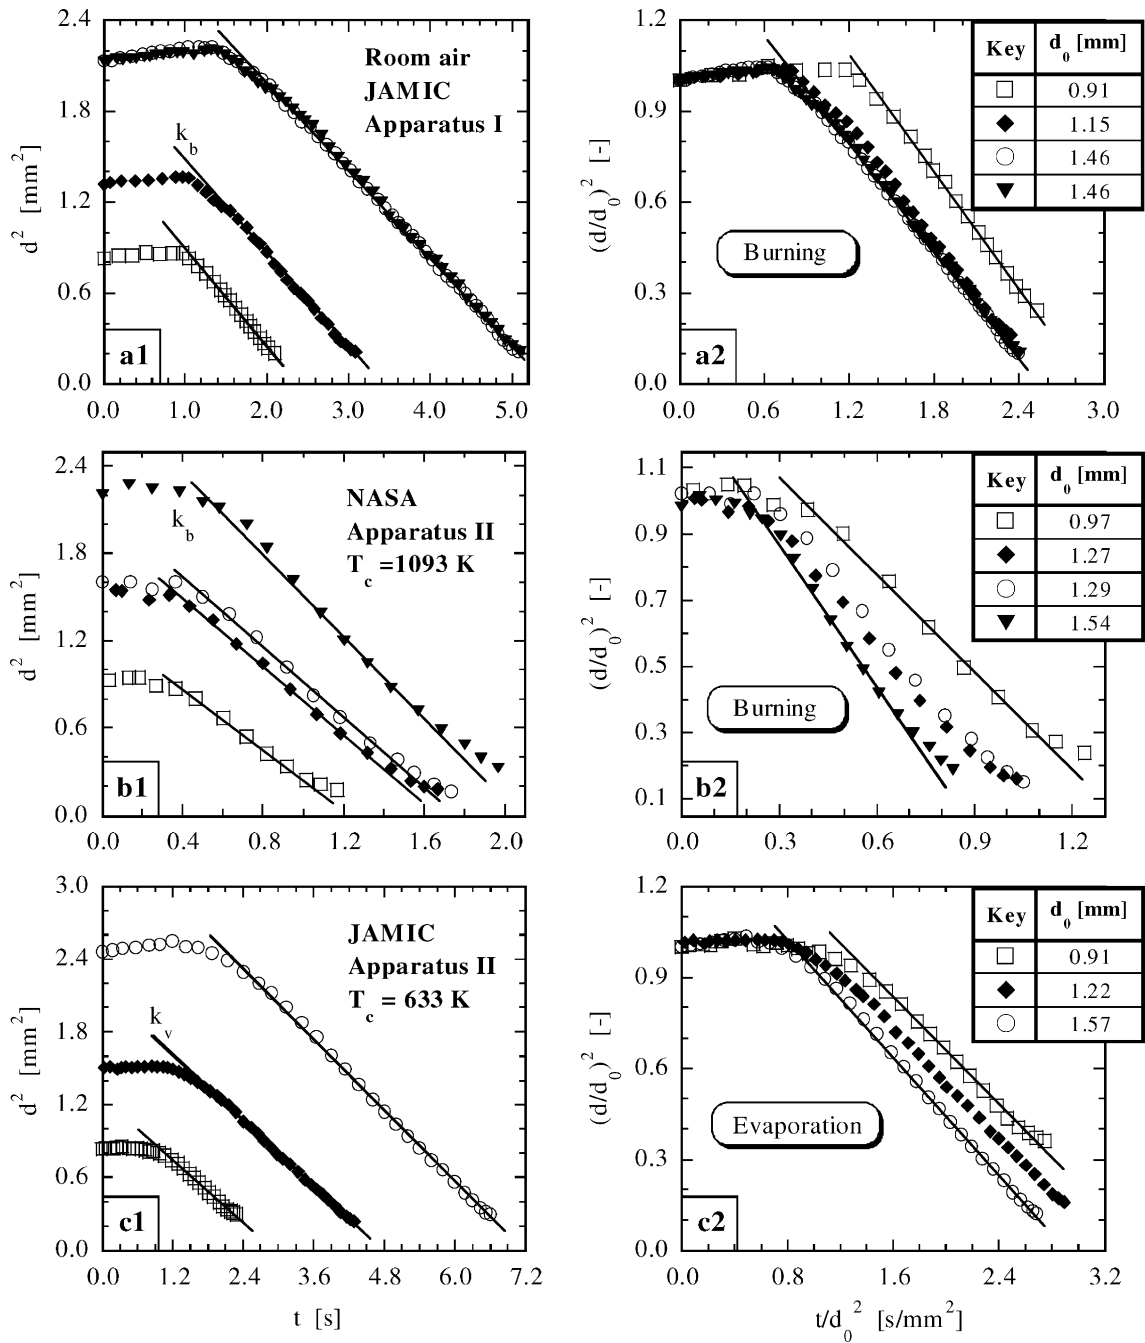 2.4
1.8
1.2
0.6
0.0
d² [mm²]
Room air
JAMIC
Apparatus I
k_b
a1
0.0 1.0 2.0 3.0 4.0 5.0
1.2
0.9
0.6
0.3
0.0
(d/d₀)² [-]
Burning
a2
0.0 0.6 1.2 1.8 2.4 3.0
Key d₀ [mm]
0.91
1.15
1.46
1.46
2.4
1.8
1.2
0.6
0.0
d² [mm²]
NASA
Apparatus II
T_c =1093 K
k_b
b1
0.0 0.4 0.8 1.2 1.6 2.0
1.1
0.9
0.7
0.5
0.3
0.1
(d/d₀)² [-]
Burning
b2
0.0 0.3 0.6 0.9 1.2
Key d₀ [mm]
0.97
1.27
1.29
1.54
3.0
2.4
1.8
1.2
0.6
0.0
d² [mm²]
JAMIC
Apparatus II
T_c = 633 K
k_v
c1
0.0 1.2 2.4 3.6 4.8 6.0 7.2
t [s]
1.2
0.9
0.6
0.3
0.0
(d/d₀)² [-]
Evaporation
c2
0.0 0.8 1.6 2.4 3.2
t/d₀² [s/mm²]
Key d₀ [mm]
0.91
1.22
1.57